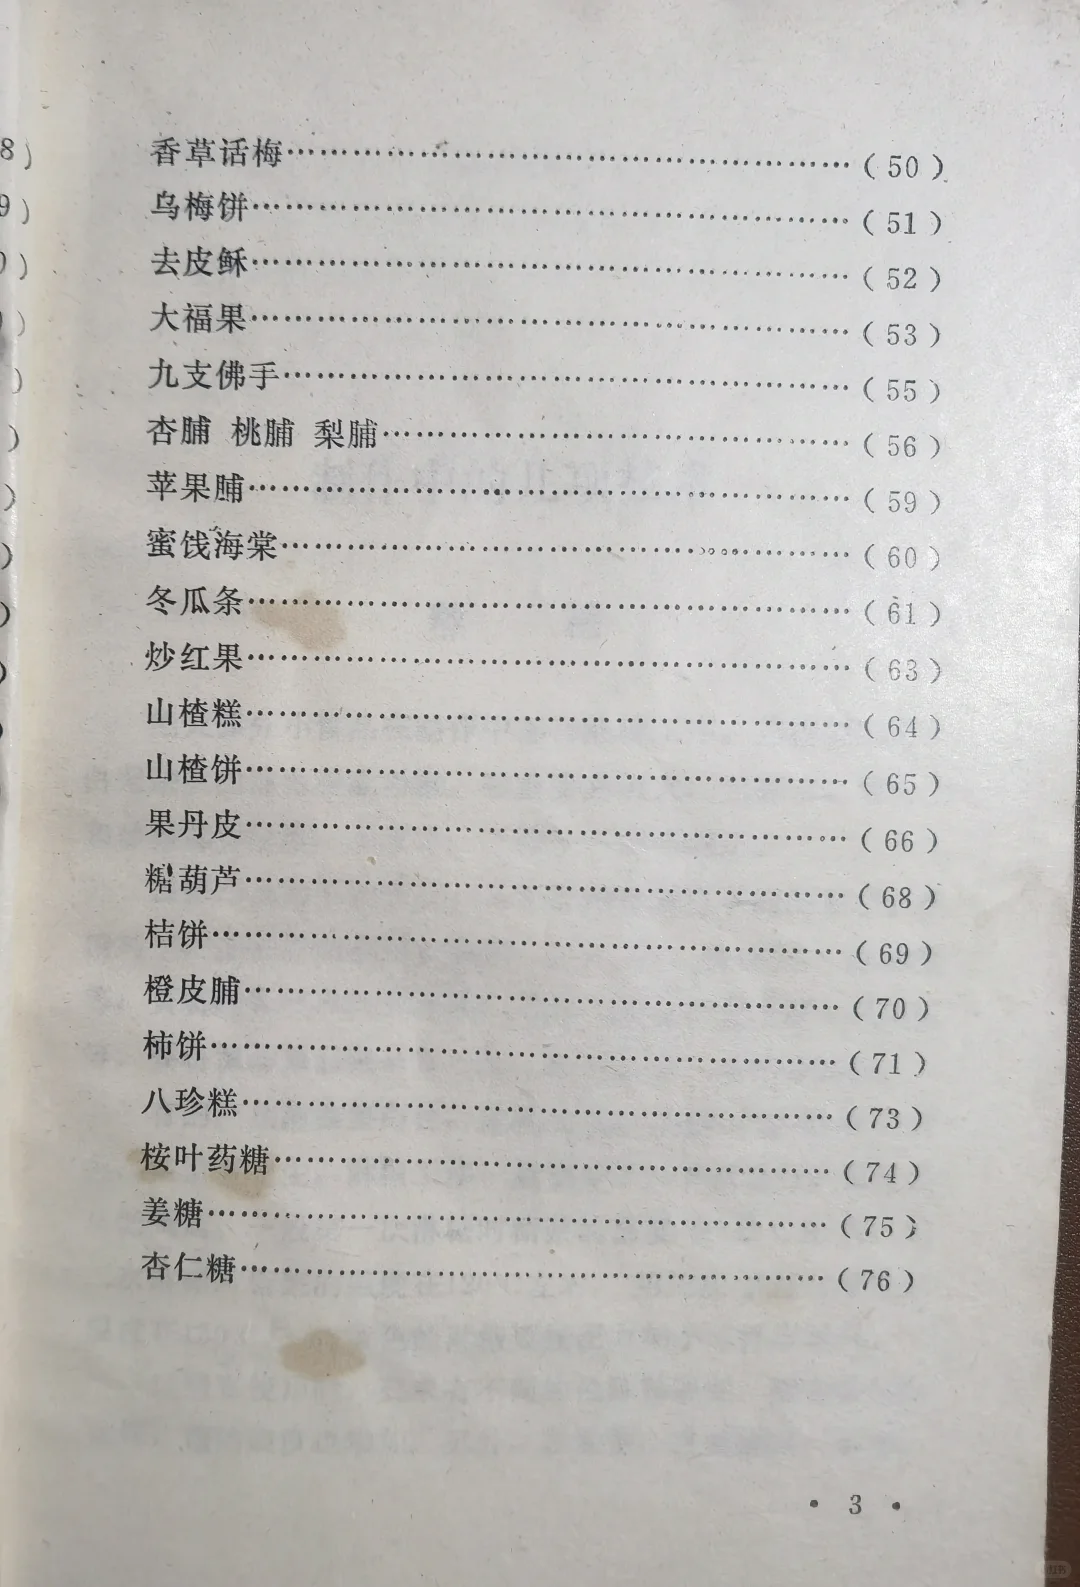 香草话梅……………………………………………(50)
乌梅饼………………………………………………(51)
去皮酥………………………………………………(52)
大福果………………………………………………(53)
九支佛手……………………………………………(55)
杏脯 桃脯 梨脯……………………………………(56)
苹果脯………………………………………………(59)
蜜饯海棠……………………………………………(60)
冬瓜条………………………………………………(61)
炒红果………………………………………………(63)
山楂糕………………………………………………(64)
山楂饼………………………………………………(65)
果丹皮………………………………………………(66)
糖葫芦………………………………………………(68)
桔饼…………………………………………………(69)
橙皮脯………………………………………………(70)
柿饼…………………………………………………(71)
八珍糕………………………………………………(73)
桉叶药糖……………………………………………(74)
姜糖…………………………………………………(75)
杏仁糖………………………………………………(76)
• 3 •